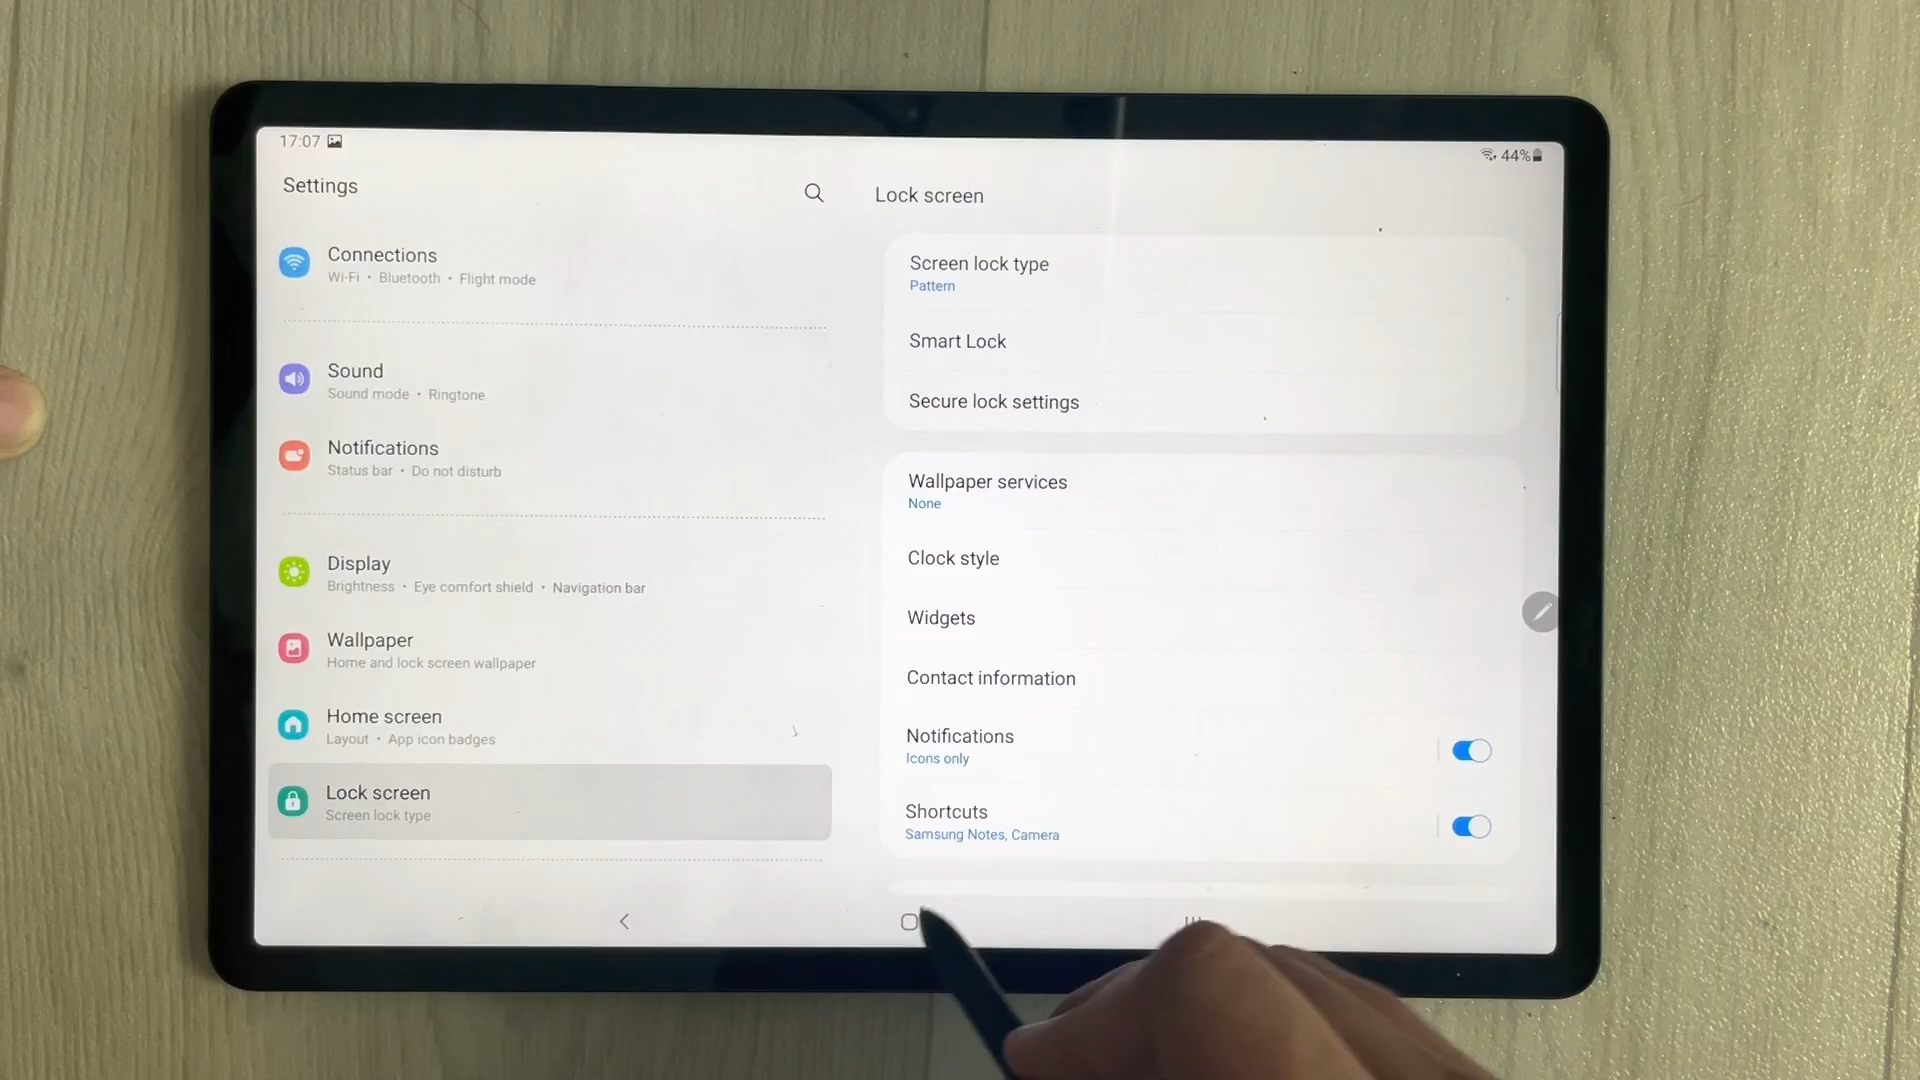 17:07
44%
Settings
Connections
Wi-Fi • Bluetooth • Flight mode
Sound
Sound mode • Ringtone
Notifications
Status bar • Do not disturb
Display
Brightness • Eye comfort shield • Navigation bar
Wallpaper
Home and lock screen wallpaper
Home screen
Layout • App icon badges
Lock screen
Screen lock type
Lock screen
Screen lock type
Pattern
Smart Lock
Secure lock settings
Wallpaper services
None
Clock style
Widgets
Contact information
Notifications
Icons only
Shortcuts
Samsung Notes, Camera